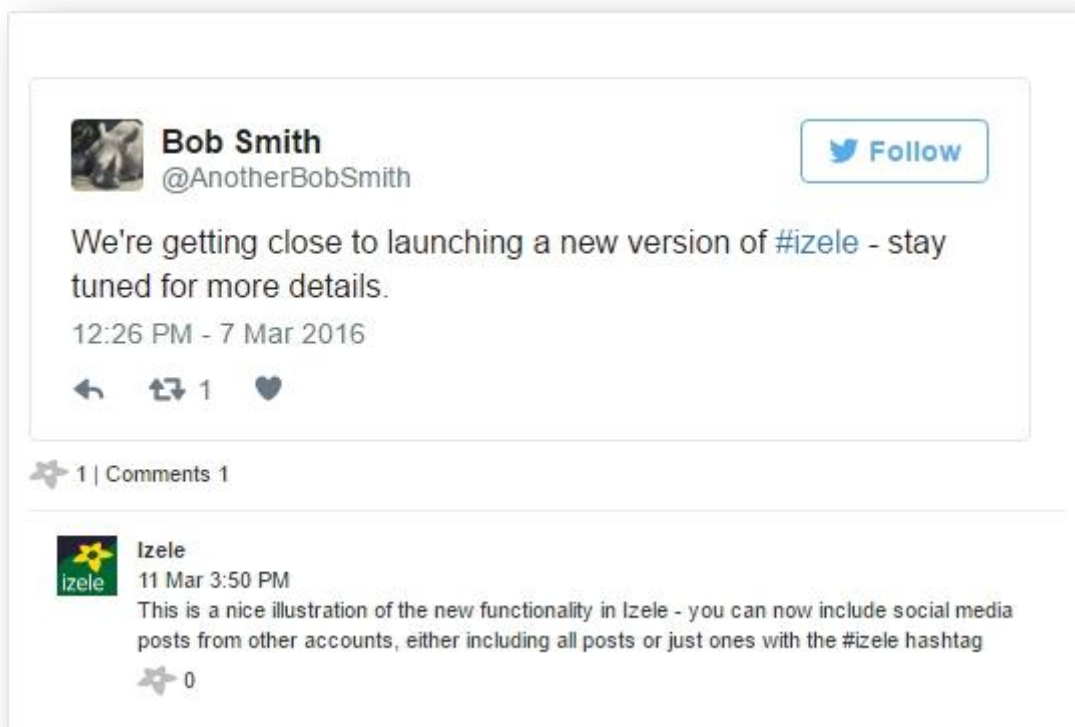 Bob Smith
@AnotherBobSmith
Follow
We're getting close to launching a new version of #izele - stay
tuned for more details.
12:26 PM - 7 Mar 2016
1
1 | Comments 1
izele
Izele
11 Mar 3:50 PM
This is a nice illustration of the new functionality in Izele - you can now include social media
posts from other accounts, either including all posts or just ones with the #izele hashtag
0